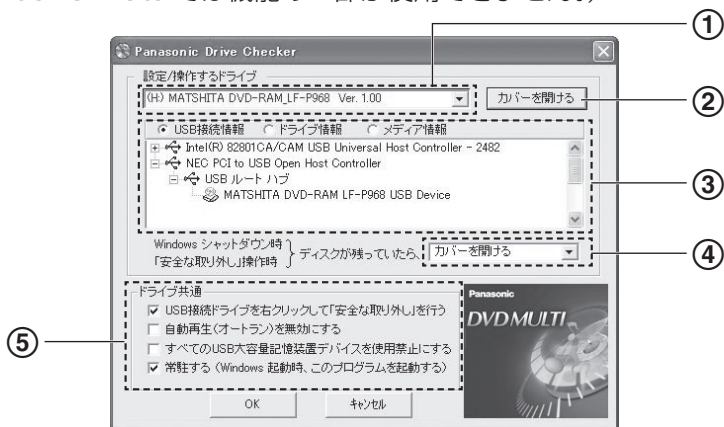 ①
Panasonic Drive Checker
設定/操作するドライブ
(H:) MATSHITA DVD-RAM_LF-P968 Ver. 1.00
カバーを開ける
②
USB接続情報 ドライブ情報 メディア情報
Intel(R) 82801CA/CAM USB Universal Host Controller - 2482
NEC PCI to USB Open Host Controller
USB ルート ハブ
MATSHITA DVD-RAM LF-P968 USB Device
③
Windows シャットダウン時
「安全な取り外し」操作時
ディスクが残っていたら、 カバーを開ける
④
ドライブ共通
USB接続ドライブを右クリックして「安全な取り外し」を行う
自動再生(オートラン)を無効にする
すべてのUSB大容量記憶装置デバイスを使用禁止にする
常駐する (Windows 起動時、このプログラムを起動する)
⑤
Panasonic
DVD MULTI
OK キャンセル